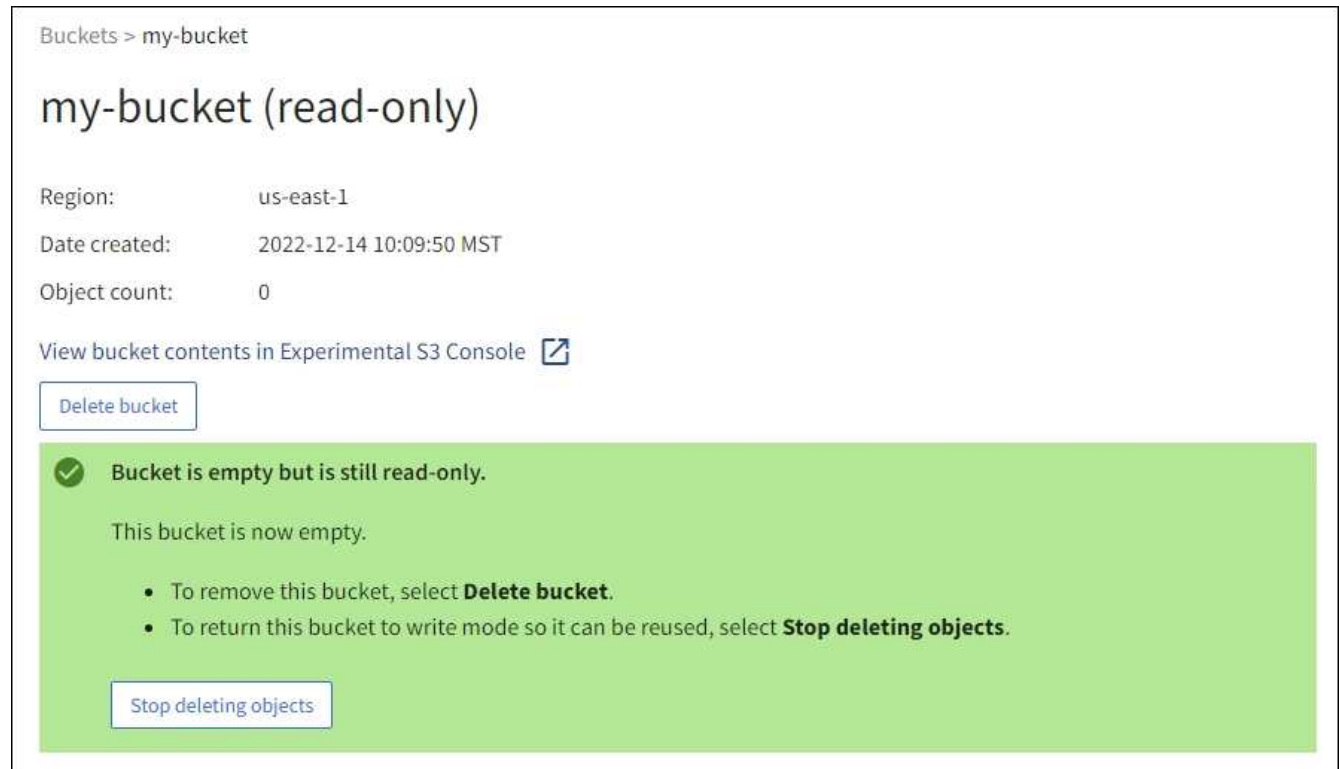 Buckets > my-bucket
my-bucket (read-only)
Region: us-east-1
Date created: 2022-12-14 10:09:50 MST
Object count: 0
View bucket contents in Experimental S3 Console
Delete bucket
Bucket is empty but is still read-only.
This bucket is now empty.
• To remove this bucket, select Delete bucket.
• To return this bucket to write mode so it can be reused, select Stop deleting objects.
Stop deleting objects